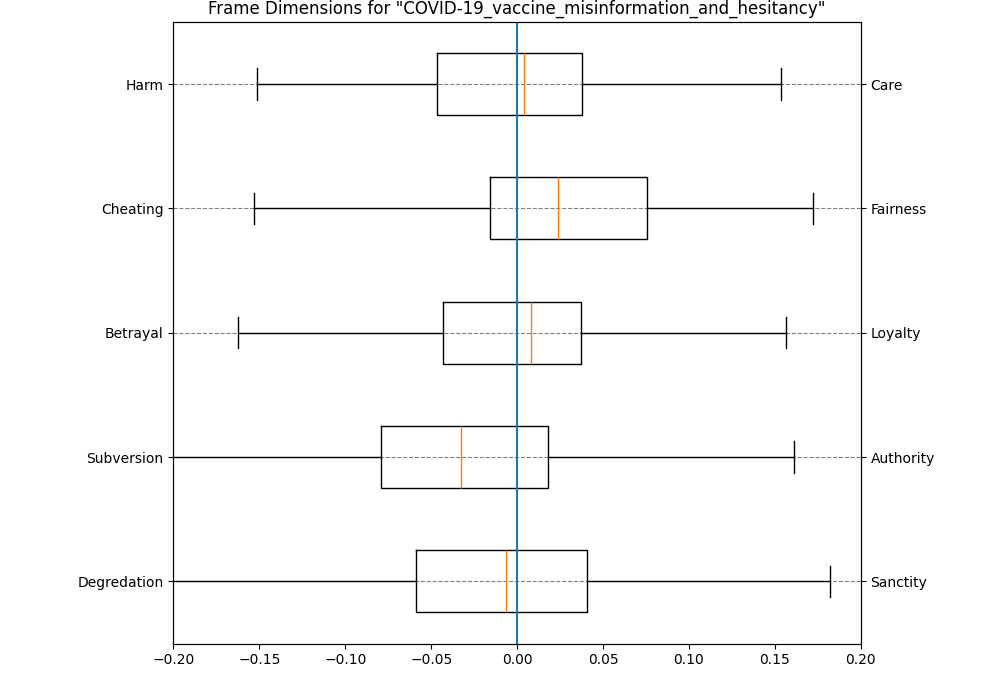 Frame Dimensions for "COVID-19_vaccine_misinformation_and_hesitancy"
Harm Care
Cheating Fairness
Betrayal Loyalty
Subversion Authority
Degredation Sanctity
−0.20 −0.15 −0.10 −0.05 0.00 0.05 0.10 0.15 0.20